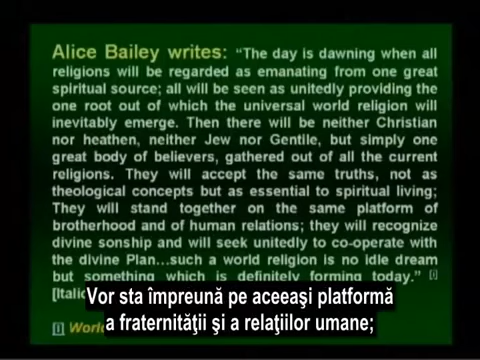 Alice Bailey writes: "The day is dawning when all
religions will be regarded as emanating from one great
spiritual source; all will be seen as unitedly providing the
one root out of which the universal world religion will
inevitably emerge. Then there will be neither Christian
nor heathen, neither Jew nor Gentile, but simply one
great body of believers, gathered out of all the current
religions. They will accept the same truths, not as
theological concepts but as essential to spiritual living;
They will stand together on the same platform of
brotherhood and of human relations; they will recognize
divine sonship and will seek unitedly to co-operate with
the divine Plan...such a world religion is no idle dream
but something which is definitely forming today." [i]
Vor sta împreună pe aceeaşi platformă
a fraternităţii şi a relaţiilor umane;
[i] World